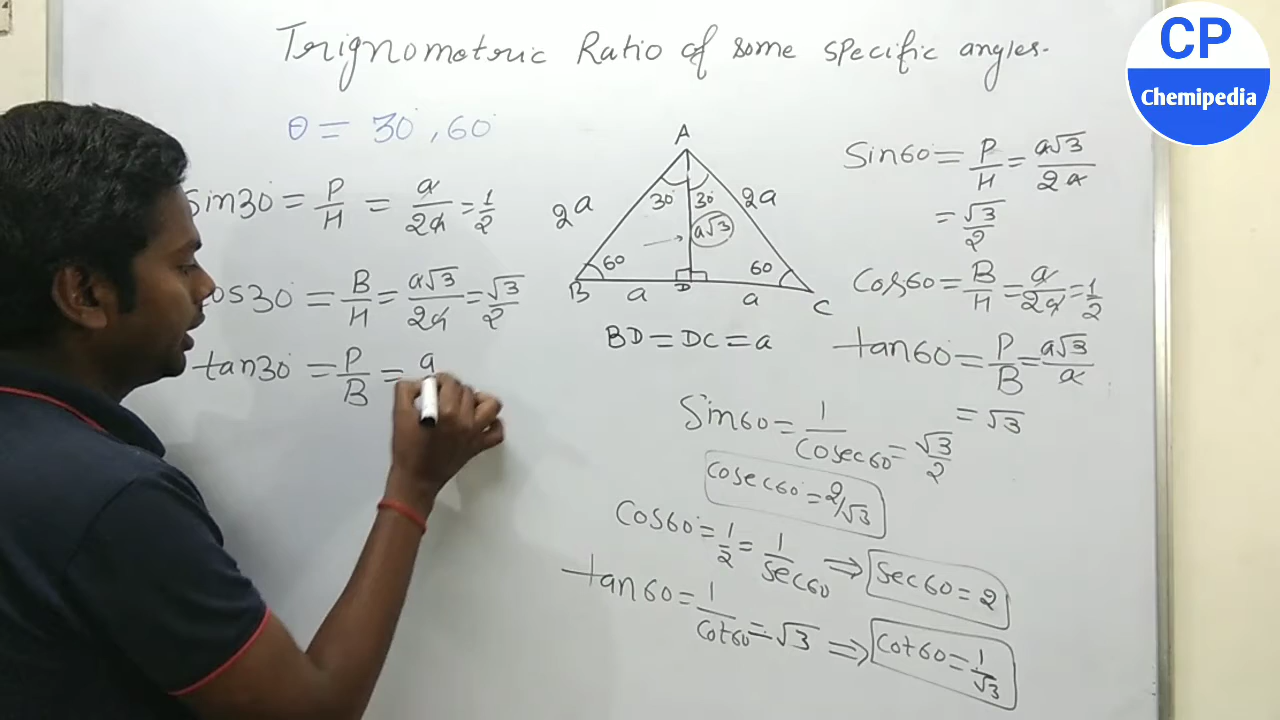 Trignometric Ratio of some specific angles.
CP
Chemipedia
θ = 30°, 60°
Sin30 = P/H = a/2a = 1/2
cos30 = B/H = a√3/2a = √3/2
tan30 = P/B = a
A
2a
2a
30°
30°
a√3
60
60
B
a
D
a
C
BD = DC = a
Sin60 = P/H = a√3/2a
= √3/2
Cos60 = B/H = a/2a = 1/2
tan60 = P/B = a√3/a
= √3
Sin60 = 1/Cosec60 = √3/2
Cosec60 = 2/√3
Cos60 = 1/2 = 1/Sec60 ⇒ Sec60 = 2
tan60 = 1/Cot60 = √3 ⇒ Cot60 = 1/√3